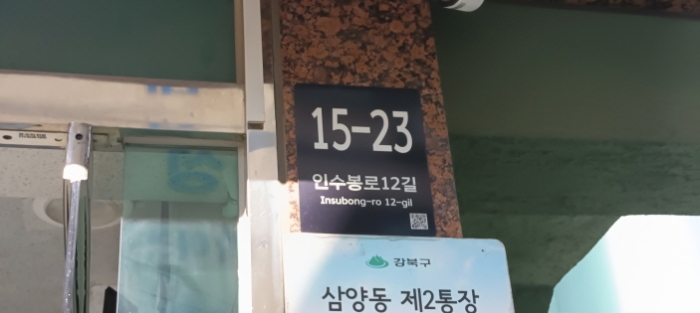 15-23
인수봉로12길
Insubong-ro 12-gil
강북구
삼양동 제2통장